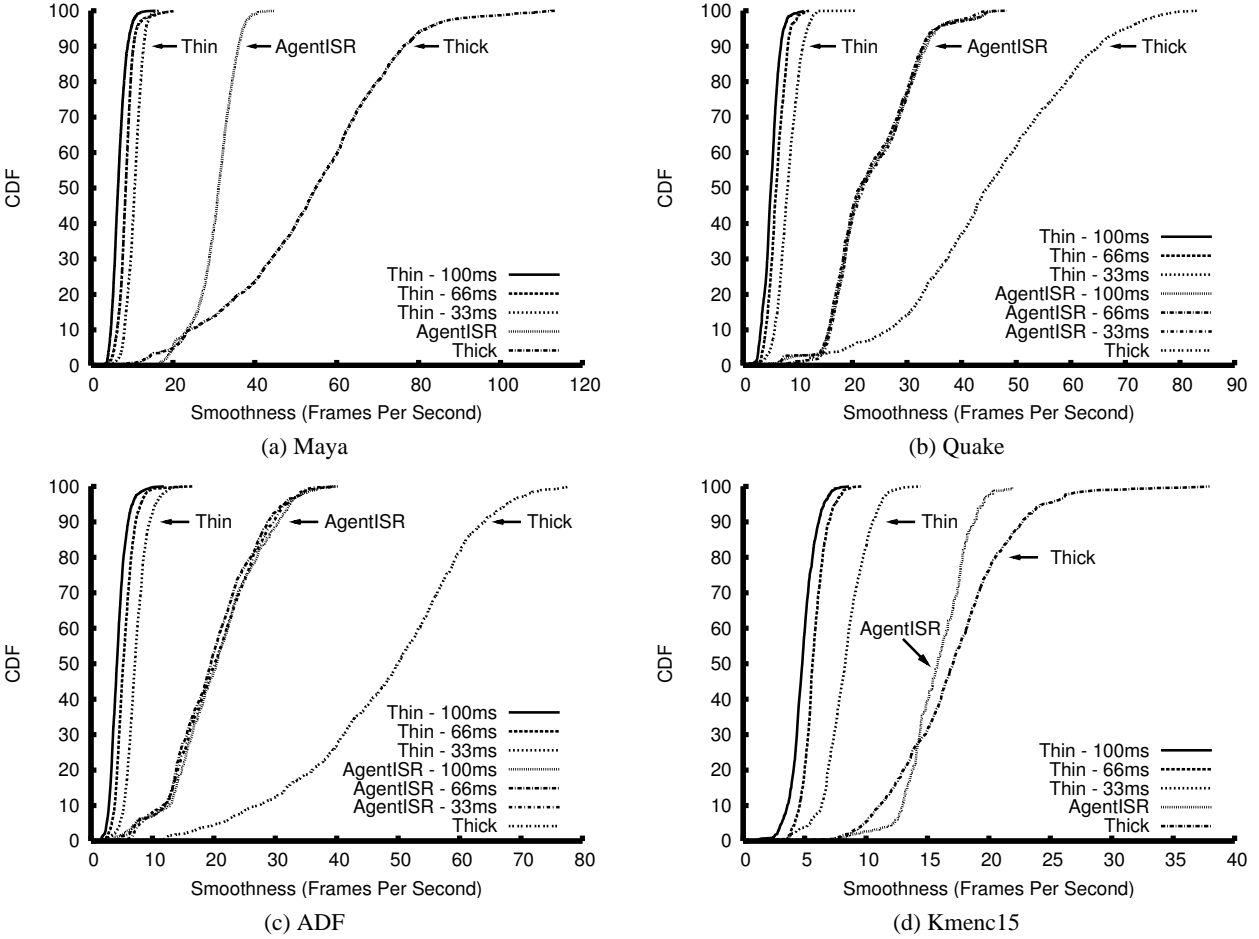 100
90
80
70
60
50
40
30
20
10
0
CDF
Thin
AgentISR
Thick
Thin - 100ms
Thin - 66ms
Thin - 33ms
AgentISR
Thick
0 20 40 60 80 100 120
Smoothness (Frames Per Second)
(a) Maya
100
90
80
70
60
50
40
30
20
10
0
CDF
Thin
AgentISR
Thick
Thin - 100ms
Thin - 66ms
Thin - 33ms
AgentISR - 100ms
AgentISR - 66ms
AgentISR - 33ms
Thick
0 10 20 30 40 50 60 70 80 90
Smoothness (Frames Per Second)
(b) Quake
100
90
80
70
60
50
40
30
20
10
0
CDF
Thin
AgentISR
Thick
Thin - 100ms
Thin - 66ms
Thin - 33ms
AgentISR - 100ms
AgentISR - 66ms
AgentISR - 33ms
Thick
0 10 20 30 40 50 60 70 80
Smoothness (Frames Per Second)
(c) ADF
100
90
80
70
60
50
40
30
20
10
0
CDF
Thin
Thick
AgentISR
Thin - 100ms
Thin - 66ms
Thin - 33ms
AgentISR
Thick
0 5 10 15 20 25 30 35 40
Smoothness (Frames Per Second)
(d) Kmenc15